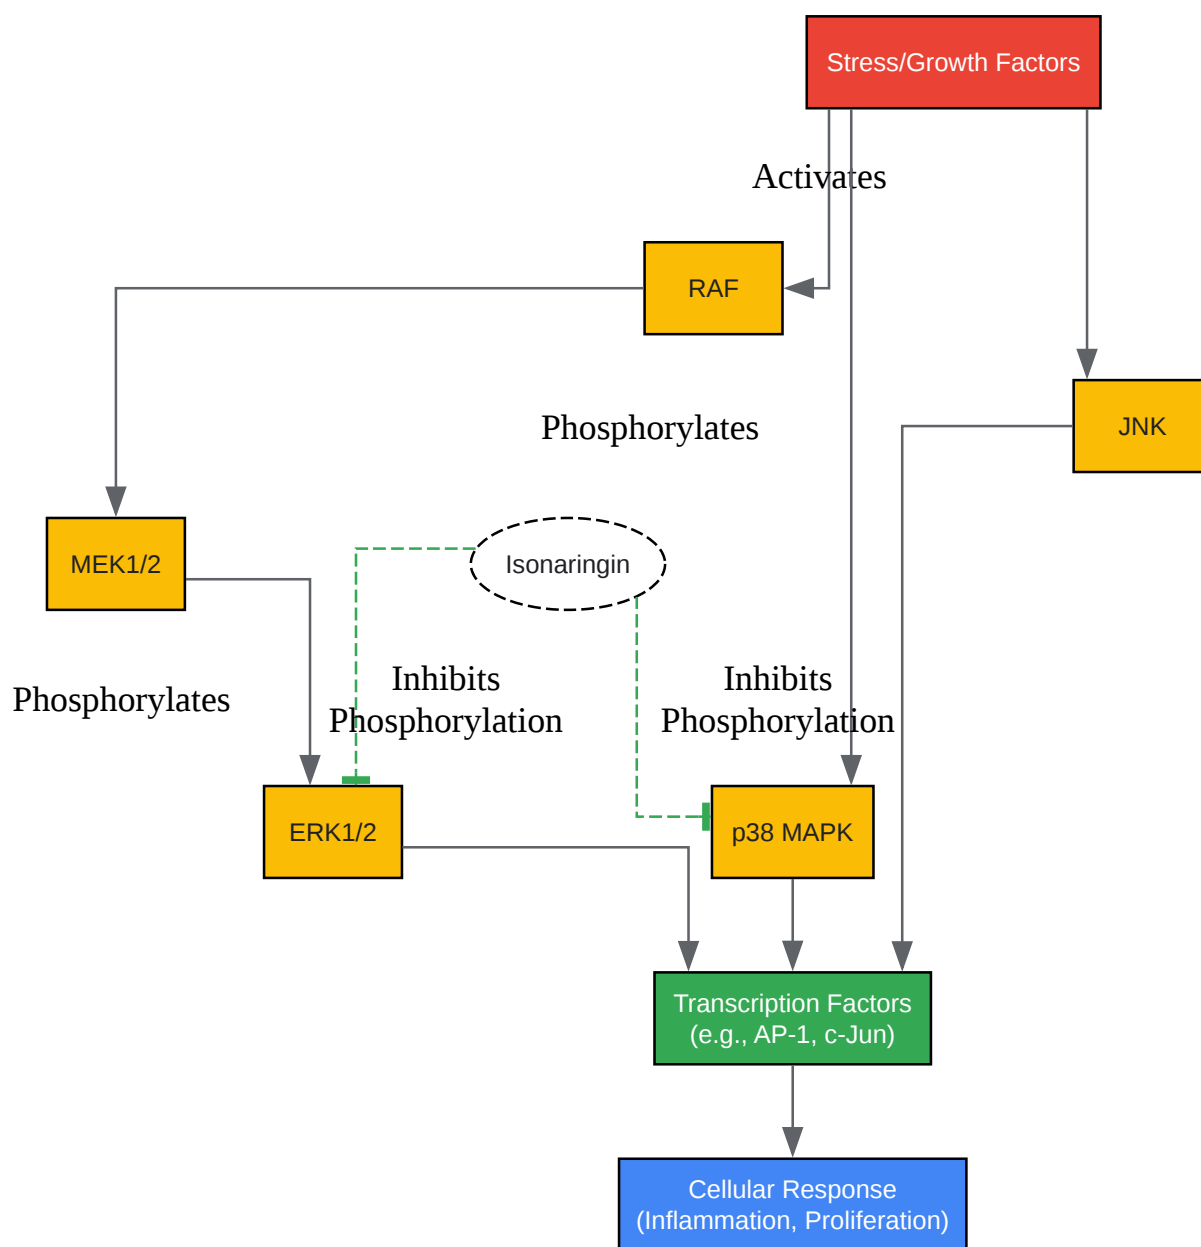 Stress/Growth Factors
Activates
RAF
Phosphorylates
JNK
MEK1/2
Isonaringin
Phosphorylates
Inhibits
Phosphorylation
Inhibits
Phosphorylation
ERK1/2
p38 MAPK
Transcription Factors
(e.g., AP-1, c-Jun)
Cellular Response
(Inflammation, Proliferation)